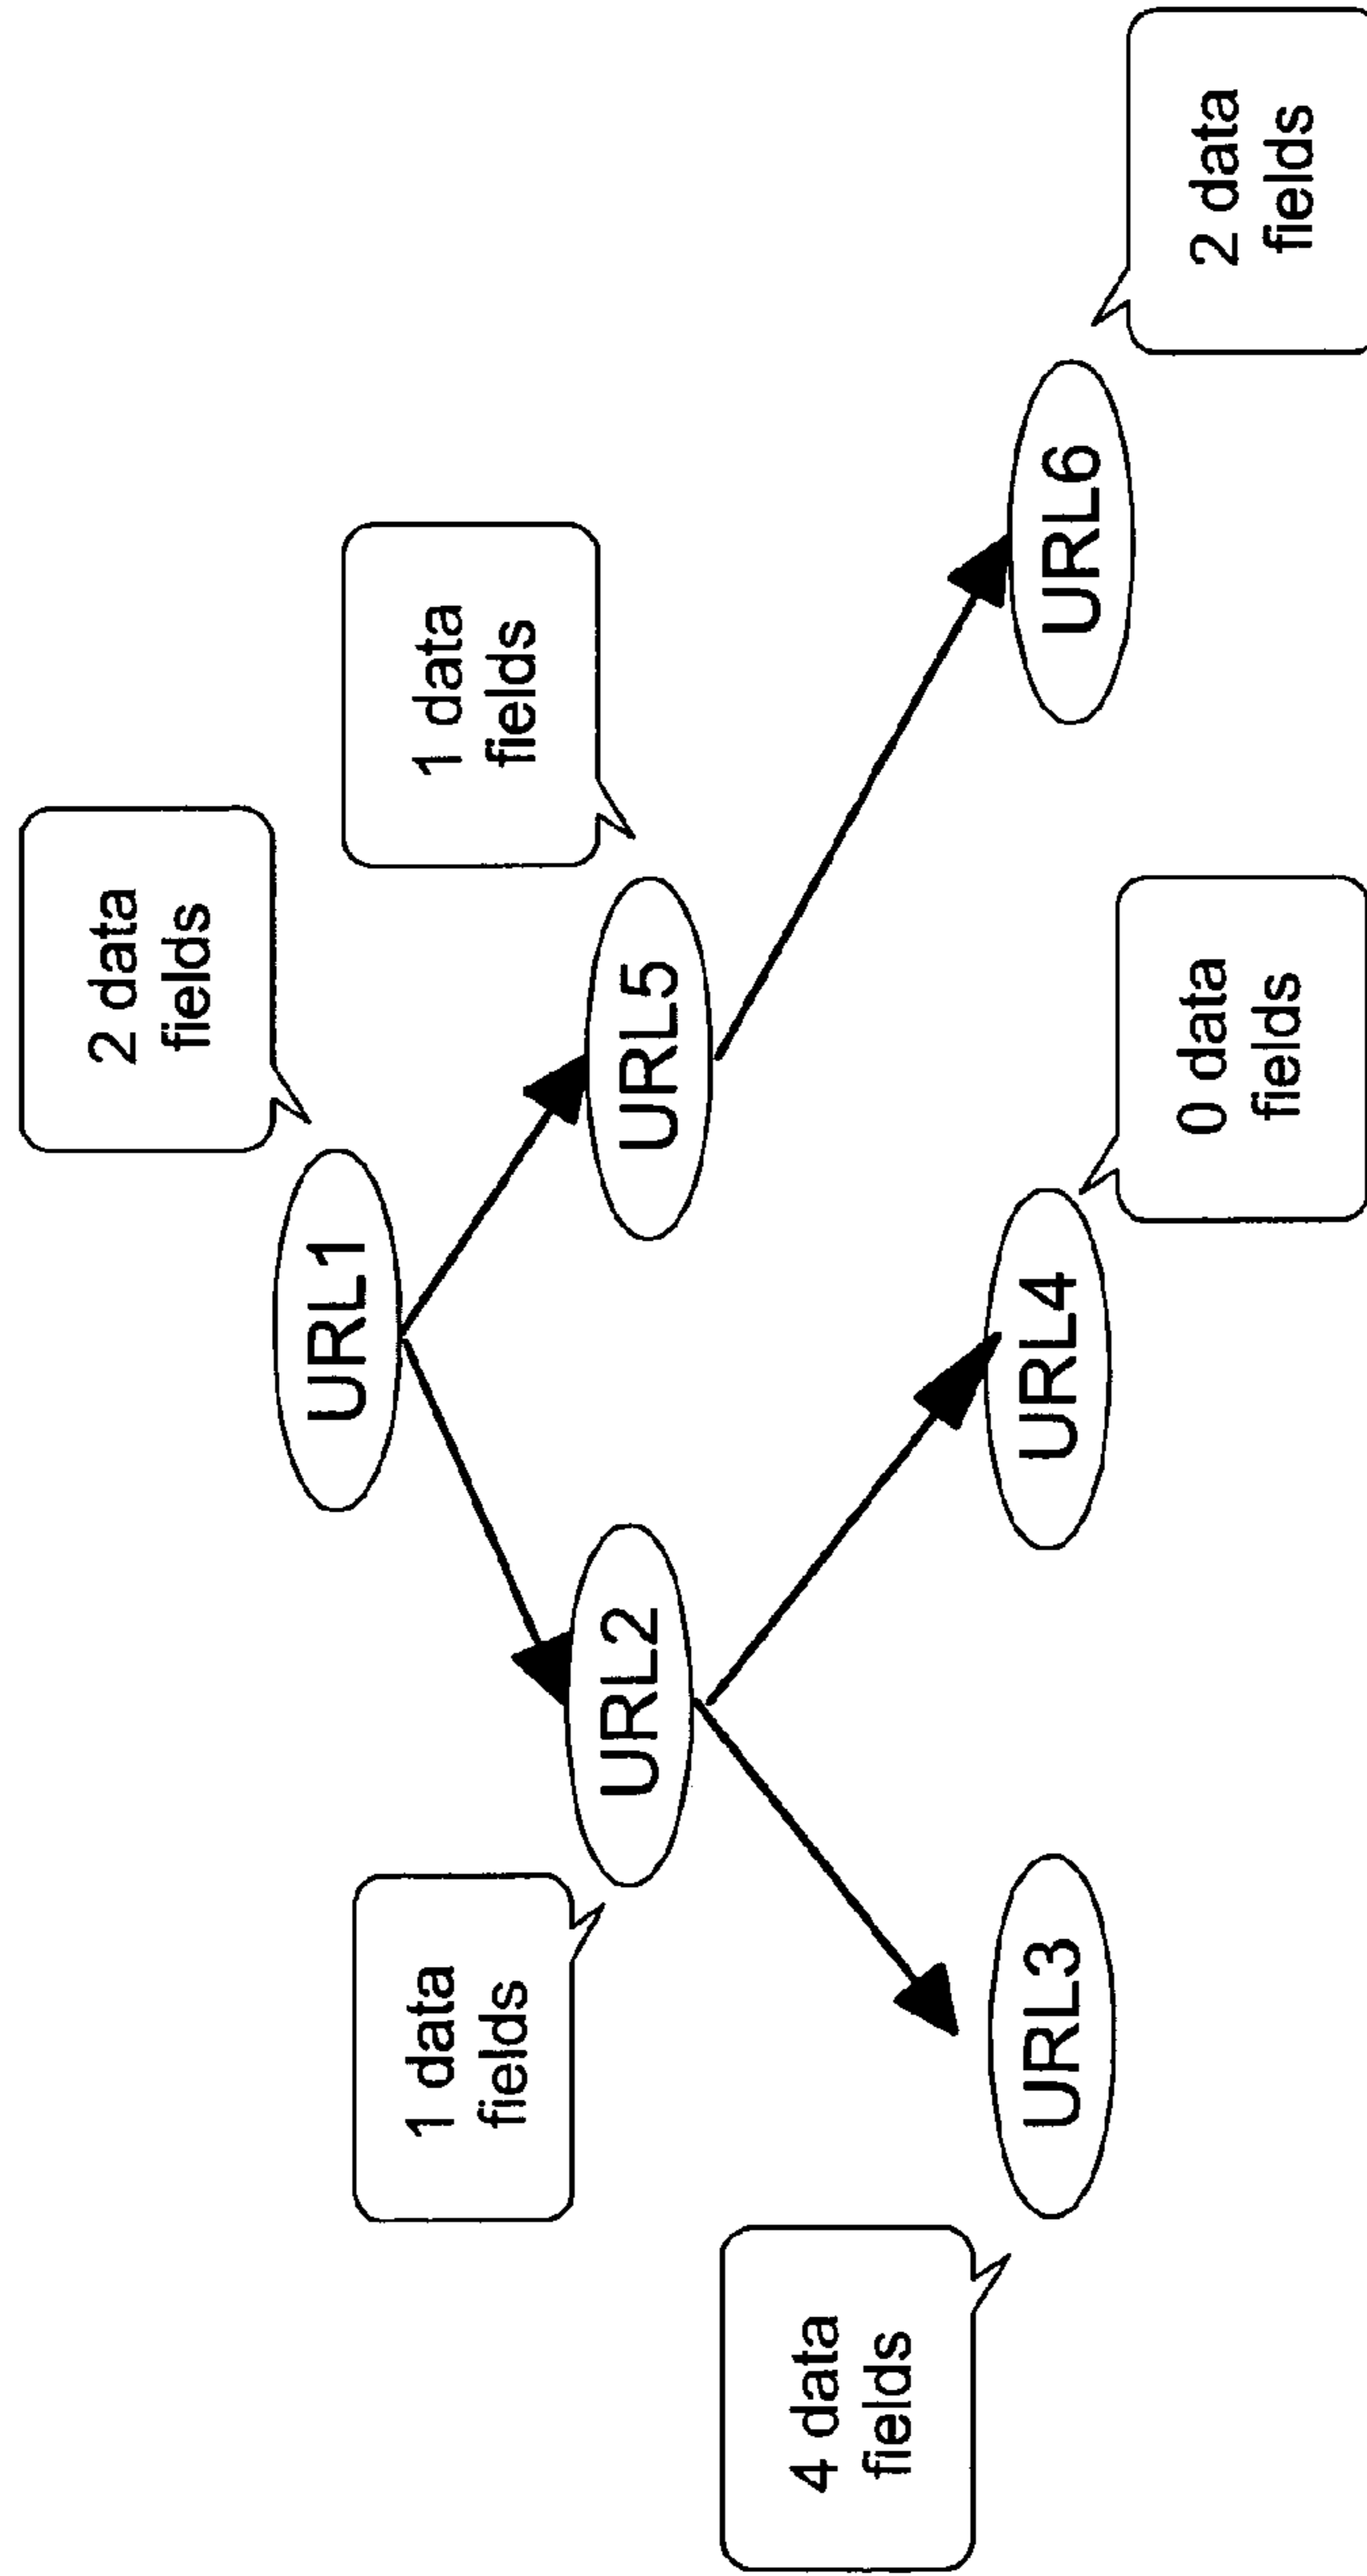 2 data
fields
URL1
1 data
fields
1 data
fields
URL2
URL5
4 data
fields
URL3
URL4
URL6
0 data
fields
2 data
fields